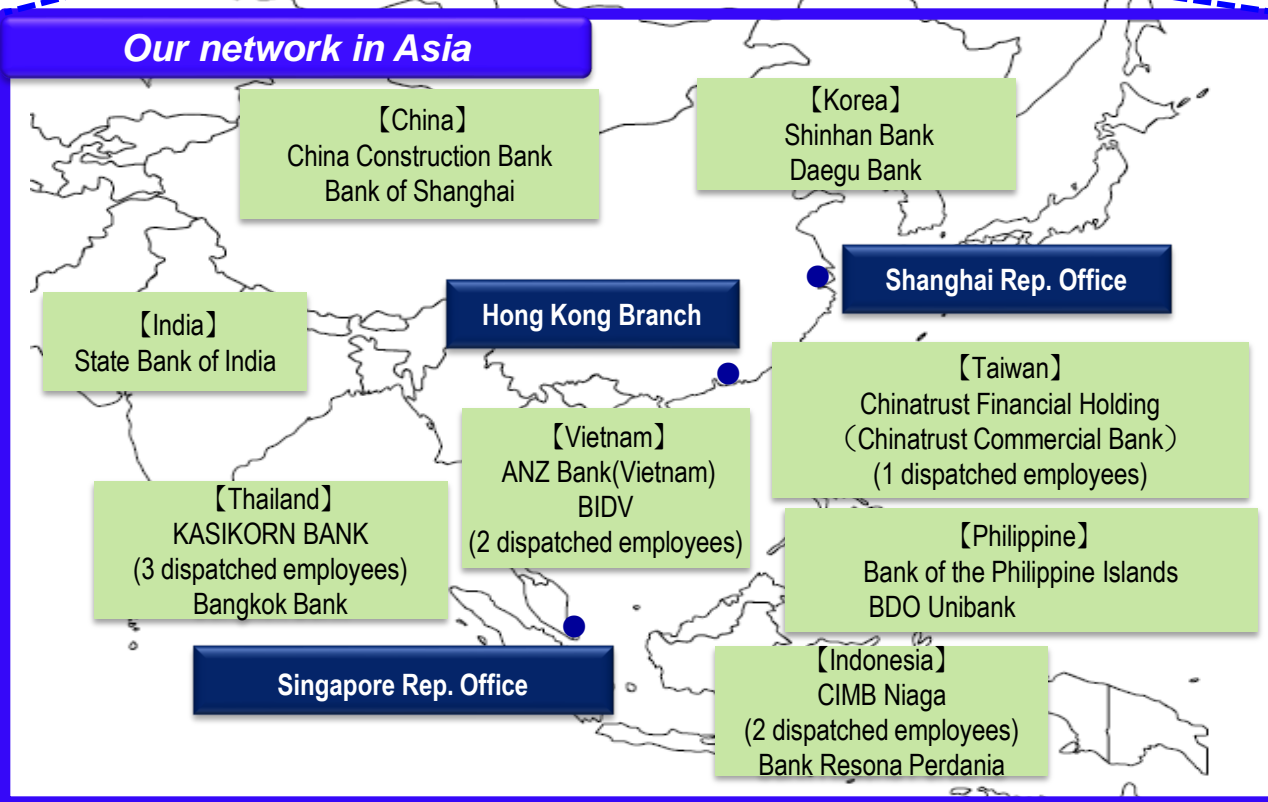 Our network in Asia
【China】
China Construction Bank
Bank of Shanghai
【Korea】
Shinhan Bank
Daegu Bank
Shanghai Rep. Office
Hong Kong Branch
【India】
State Bank of India
【Taiwan】
Chinatrust Financial Holding
（Chinatrust Commercial Bank）
(1 dispatched employees)
【Vietnam】
ANZ Bank(Vietnam)
BIDV
(2 dispatched employees)
【Thailand】
KASIKORN BANK
(3 dispatched employees)
Bangkok Bank
【Philippine】
Bank of the Philippine Islands
BDO Unibank
Singapore Rep. Office
【Indonesia】
CIMB Niaga
(2 dispatched employees)
Bank Resona Perdania